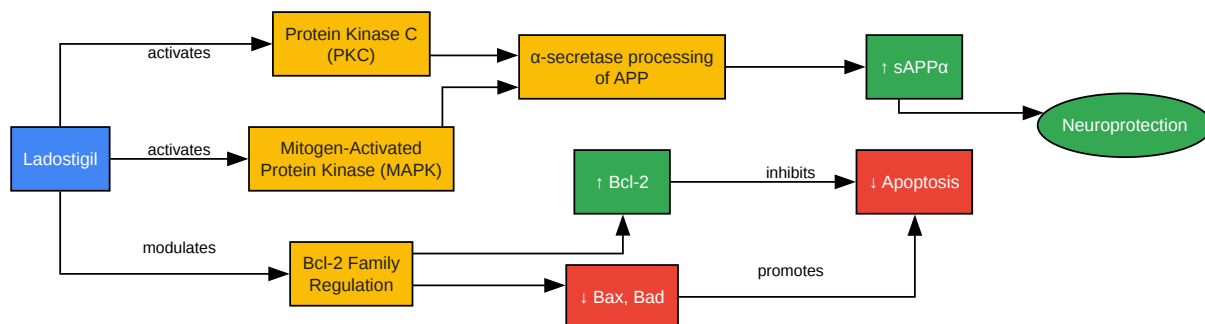 Protein Kinase C
(PKC)
activates
α-secretase processing
of APP
↑ sAPPα
Neuroprotection
Ladostigil
activates
Mitogen-Activated
Protein Kinase (MAPK)
↑ Bcl-2
inhibits
↓ Apoptosis
modulates
Bcl-2 Family
Regulation
↓ Bax, Bad
promotes